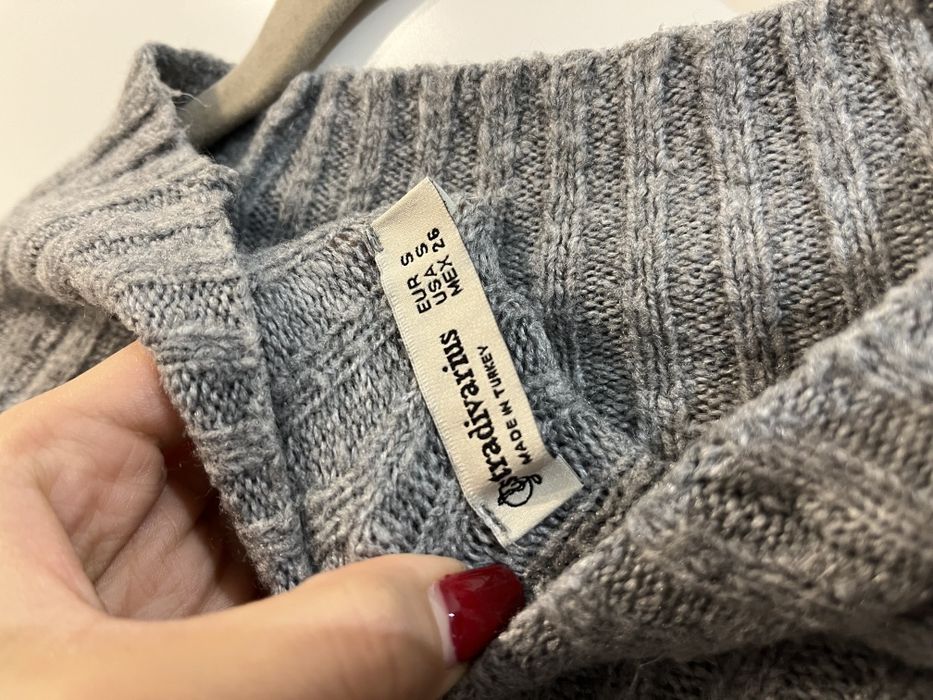 EUR S
USA S
MEX 26
Stradivarius
MADE IN TURKEY